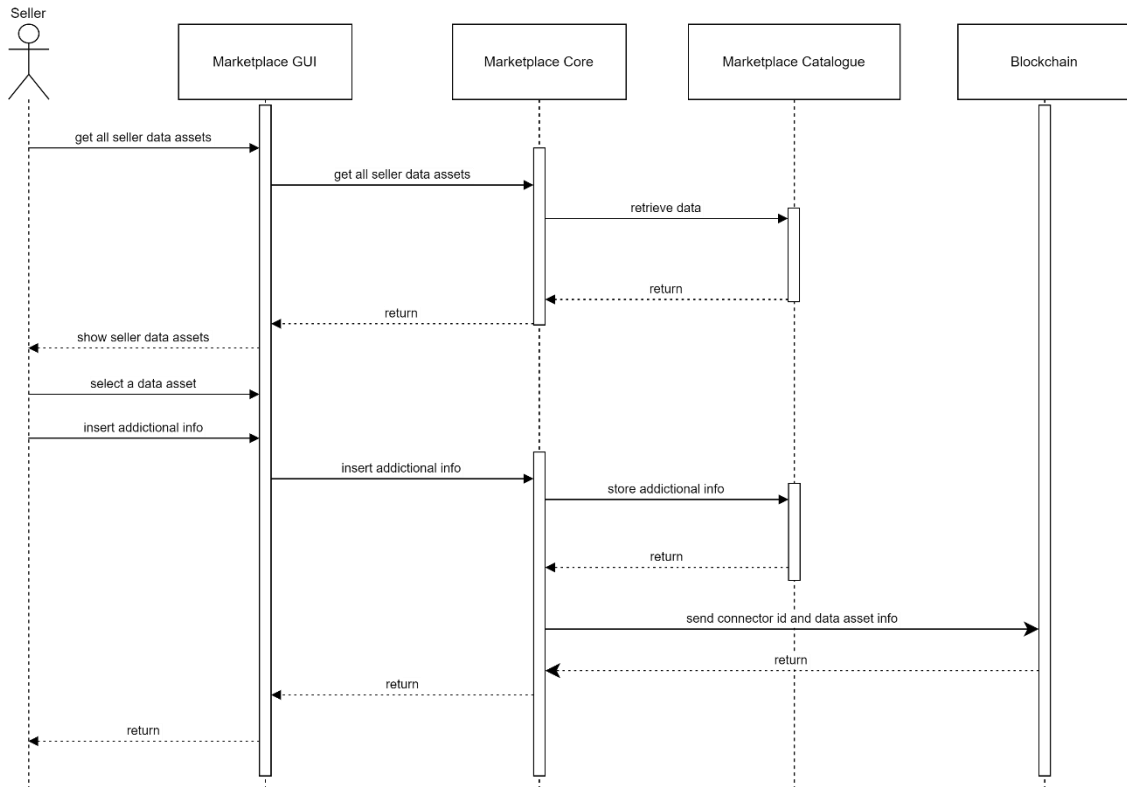 Seller
Marketplace GUI
Marketplace Core
Marketplace Catalogue
Blockchain
get all seller data assets
get all seller data assets
retrieve data
return
return
show seller data assets
select a data asset
insert addictional info
insert addictional info
store addictional info
return
send connector id and data asset info
return
return
return